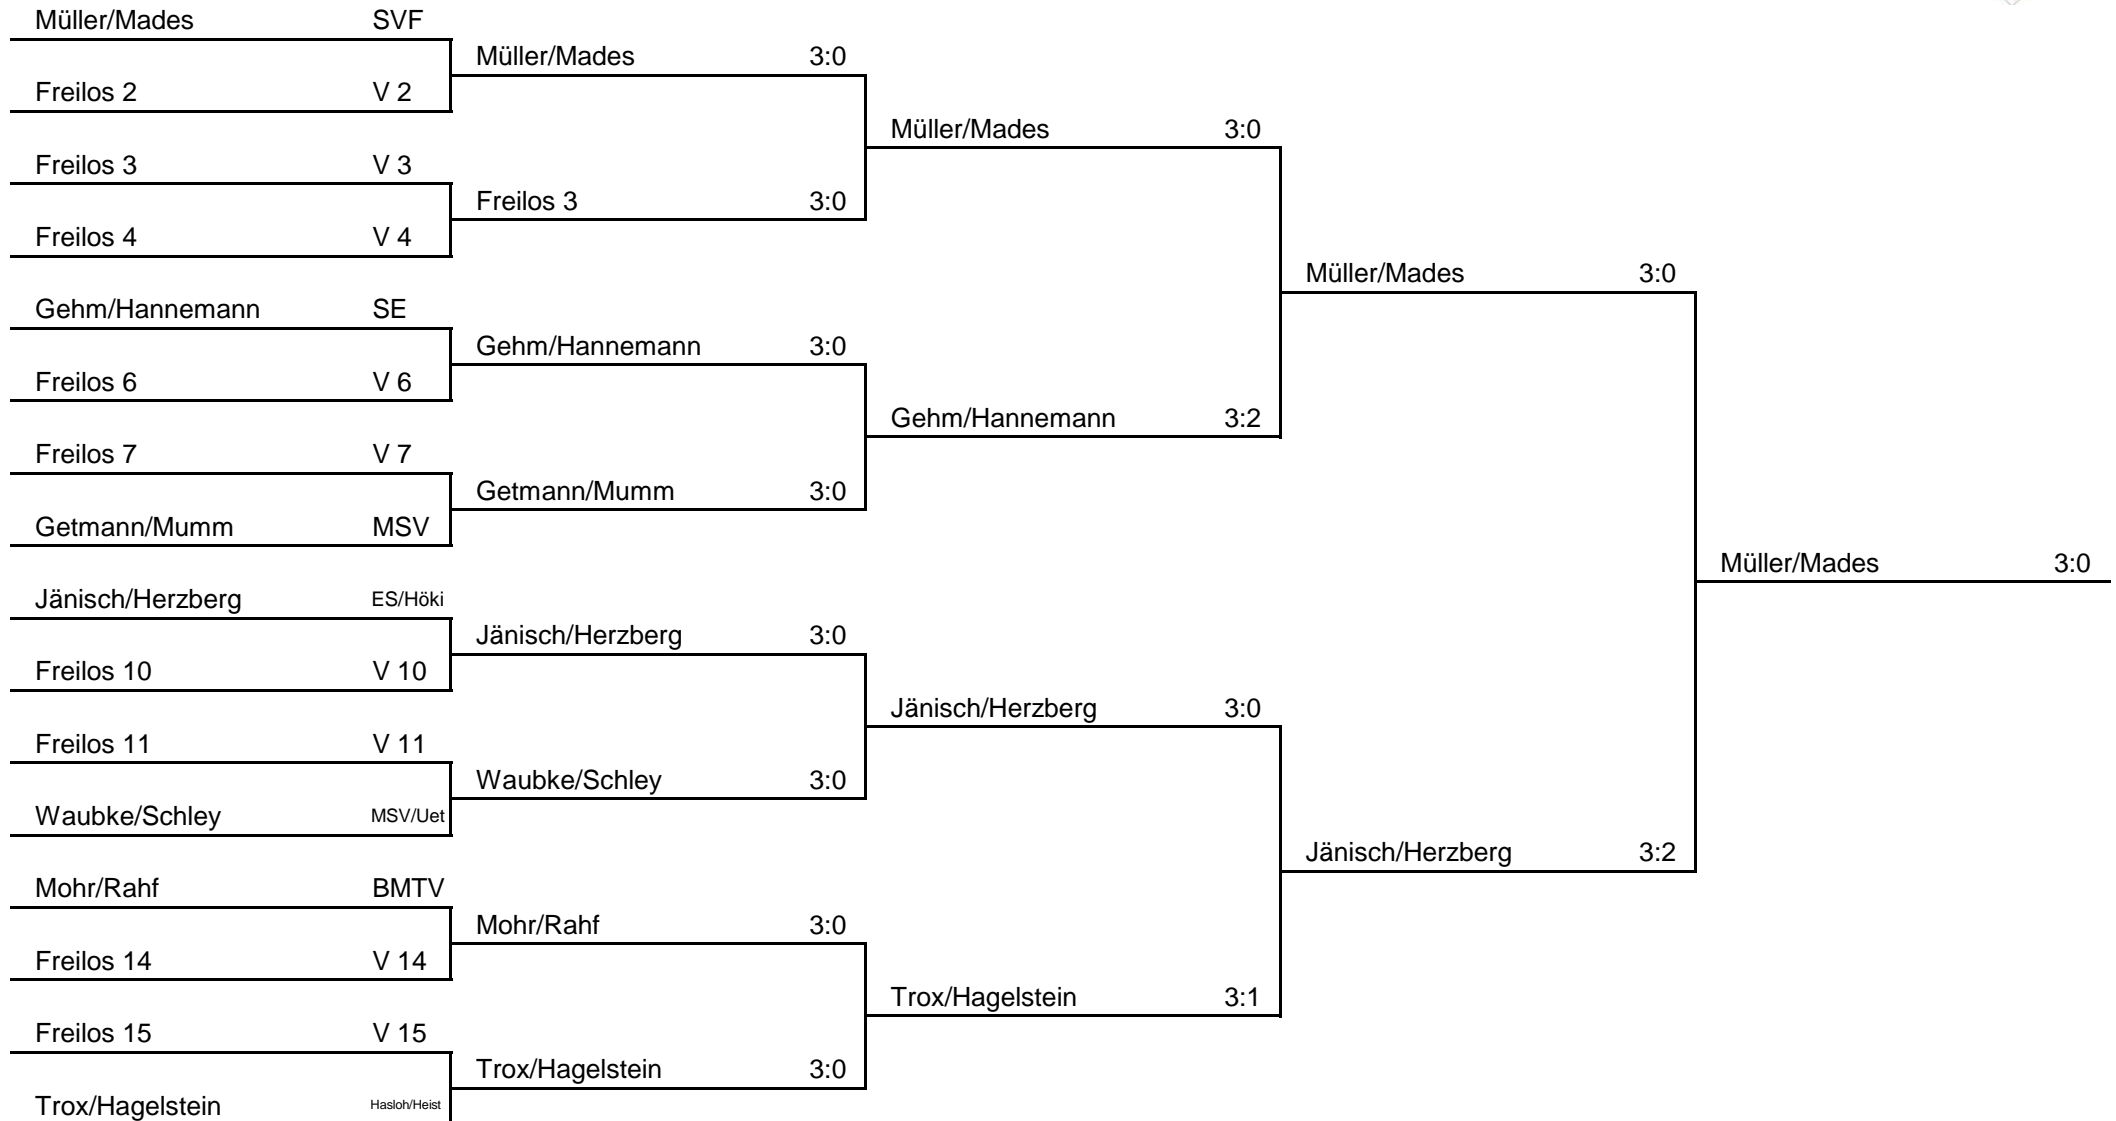 Müller/Mades SVF
Müller/Mades 3:0
Freilos 2 V 2
Müller/Mades 3:0
Freilos 3 V 3
Freilos 3 3:0
Freilos 4 V 4
Müller/Mades 3:0
Gehm/Hannemann SE
Gehm/Hannemann 3:0
Freilos 6 V 6
Gehm/Hannemann 3:2
Freilos 7 V 7
Getmann/Mumm 3:0
Getmann/Mumm MSV
Müller/Mades 3:0
Jänisch/Herzberg ES/Höki
Jänisch/Herzberg 3:0
Freilos 10 V 10
Jänisch/Herzberg 3:0
Freilos 11 V 11
Waubke/Schley 3:0
Waubke/Schley MSV/Uet
Jänisch/Herzberg 3:2
Mohr/Rahf BMTV
Mohr/Rahf 3:0
Freilos 14 V 14
Trox/Hagelstein 3:1
Freilos 15 V 15
Trox/Hagelstein 3:0
Trox/Hagelstein Hasloh/Heist